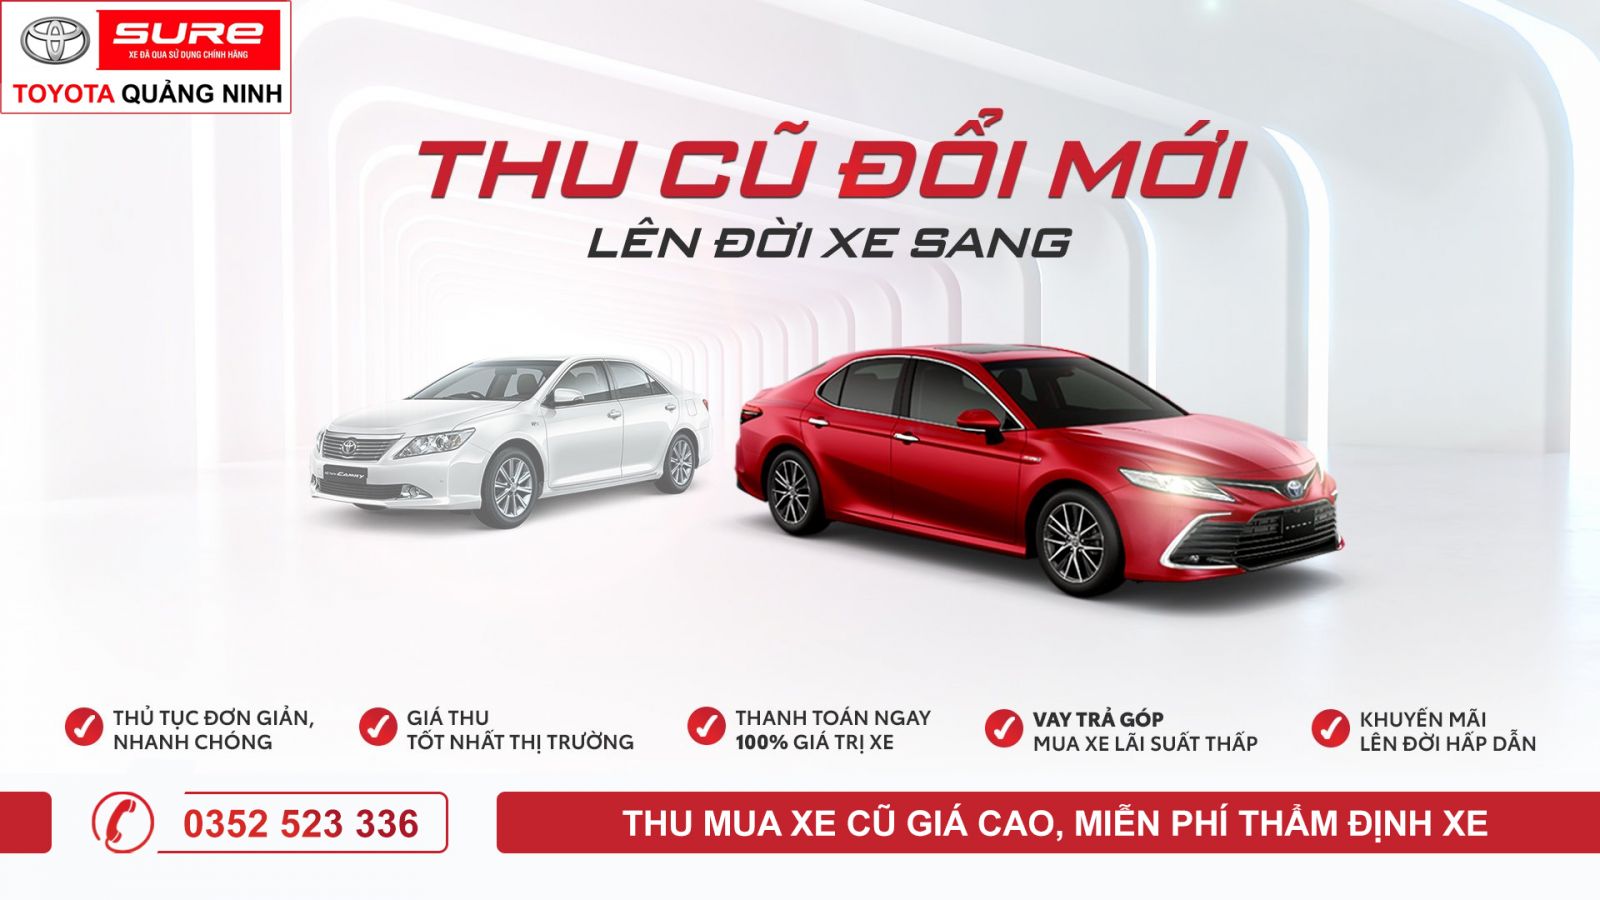 SURE
XE ĐÃ QUA SỬ DỤNG CHÍNH HÃNG
TOYOTA QUẢNG NINH
THU CŨ ĐỔI MỚI
LÊN ĐỜI XE SANG
CAMRY
THỦ TỤC ĐƠN GIẢN,
NHANH CHÓNG
GIÁ THU
TỐT NHẤT THỊ TRƯỜNG
THANH TOÁN NGAY
100% GIÁ TRỊ XE
VAY TRẢ GÓP
MUA XE LÃI SUẤT THẤP
KHUYẾN MÃI
LÊN ĐỜI HẤP DẪN
0352 523 336
THU MUA XE CŨ GIÁ CAO, MIỄN PHÍ THẨM ĐỊNH XE